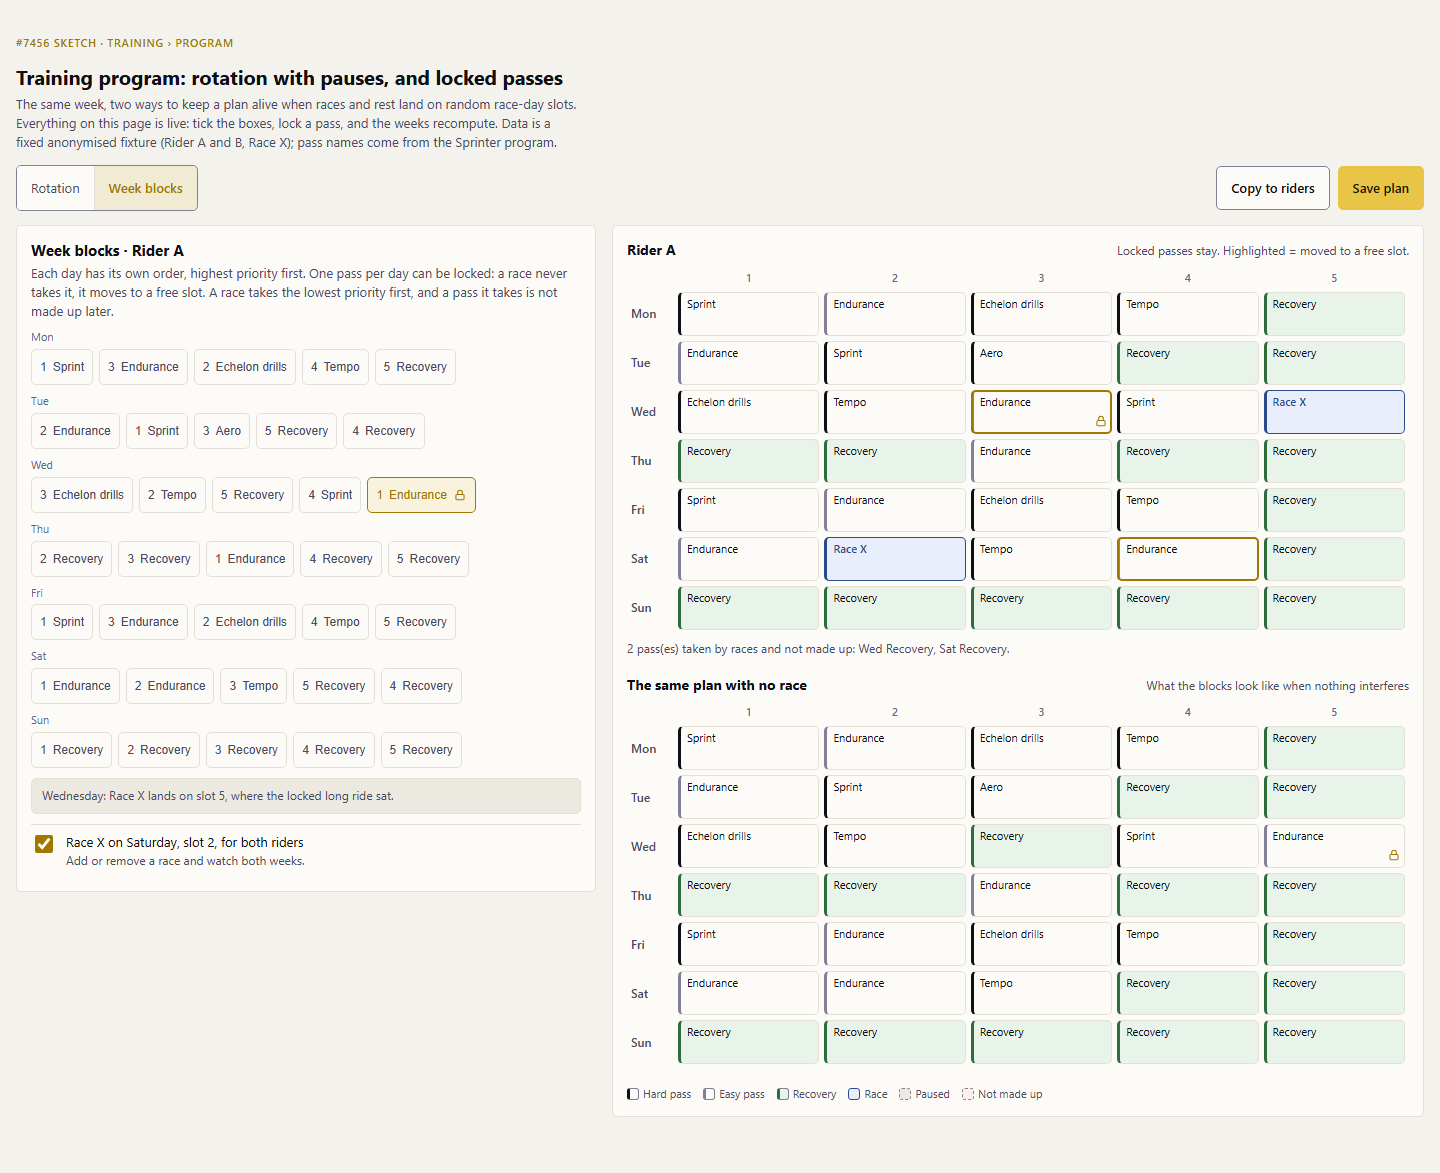 #7456 SKETCH · TRAINING › PROGRAM
Training program: rotation with pauses, and locked passes
The same week, two ways to keep a plan alive when races and rest land on random race-day slots.
Everything on this page is live: tick the boxes, lock a pass, and the weeks recompute. Data is a
fixed anonymised fixture (Rider A and B, Race X); pass names come from the Sprinter program.
Rotation Week blocks
Copy to riders Save plan
Week blocks · Rider A
Each day has its own order, highest priority first. One pass per day can be locked: a race never
takes it, it moves to a free slot. A race takes the lowest priority first, and a pass it takes is not
made up later.
Mon
1 Sprint 3 Endurance 2 Echelon drills 4 Tempo 5 Recovery
Tue
2 Endurance 1 Sprint 3 Aero 5 Recovery 4 Recovery
Wed
3 Echelon drills 2 Tempo 5 Recovery 4 Sprint 1 Endurance
Thu
2 Recovery 3 Recovery 1 Endurance 4 Recovery 5 Recovery
Fri
1 Sprint 3 Endurance 2 Echelon drills 4 Tempo 5 Recovery
Sat
1 Endurance 2 Endurance 3 Tempo 5 Recovery 4 Recovery
Sun
1 Recovery 2 Recovery 3 Recovery 4 Recovery 5 Recovery
Wednesday: Race X lands on slot 5, where the locked long ride sat.
Race X on Saturday, slot 2, for both riders
Add or remove a race and watch both weeks.
Rider A
Locked passes stay. Highlighted = moved to a free slot.
1 2 3 4 5
Mon Sprint Endurance Echelon drills Tempo Recovery
Tue Endurance Sprint Aero Recovery Recovery
Wed Echelon drills Tempo Endurance Sprint Race X
Thu Recovery Recovery Endurance Recovery Recovery
Fri Sprint Endurance Echelon drills Tempo Recovery
Sat Endurance Race X Tempo Endurance Recovery
Sun Recovery Recovery Recovery Recovery Recovery
2 pass(es) taken by races and not made up: Wed Recovery, Sat Recovery.
The same plan with no race
What the blocks look like when nothing interferes
1 2 3 4 5
Mon Sprint Endurance Echelon drills Tempo Recovery
Tue Endurance Sprint Aero Recovery Recovery
Wed Echelon drills Tempo Recovery Sprint Endurance
Thu Recovery Recovery Endurance Recovery Recovery
Fri Sprint Endurance Echelon drills Tempo Recovery
Sat Endurance Endurance Tempo Recovery Recovery
Sun Recovery Recovery Recovery Recovery Recovery
Hard pass Easy pass Recovery Race Paused Not made up